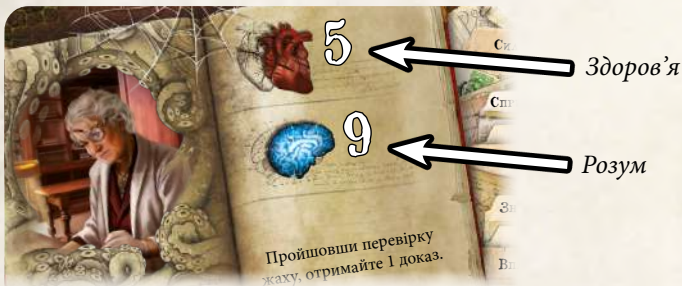 5
Здоров’я
9
Розум
Пройшовши перевірку
жаху, отримайте 1 доказ.